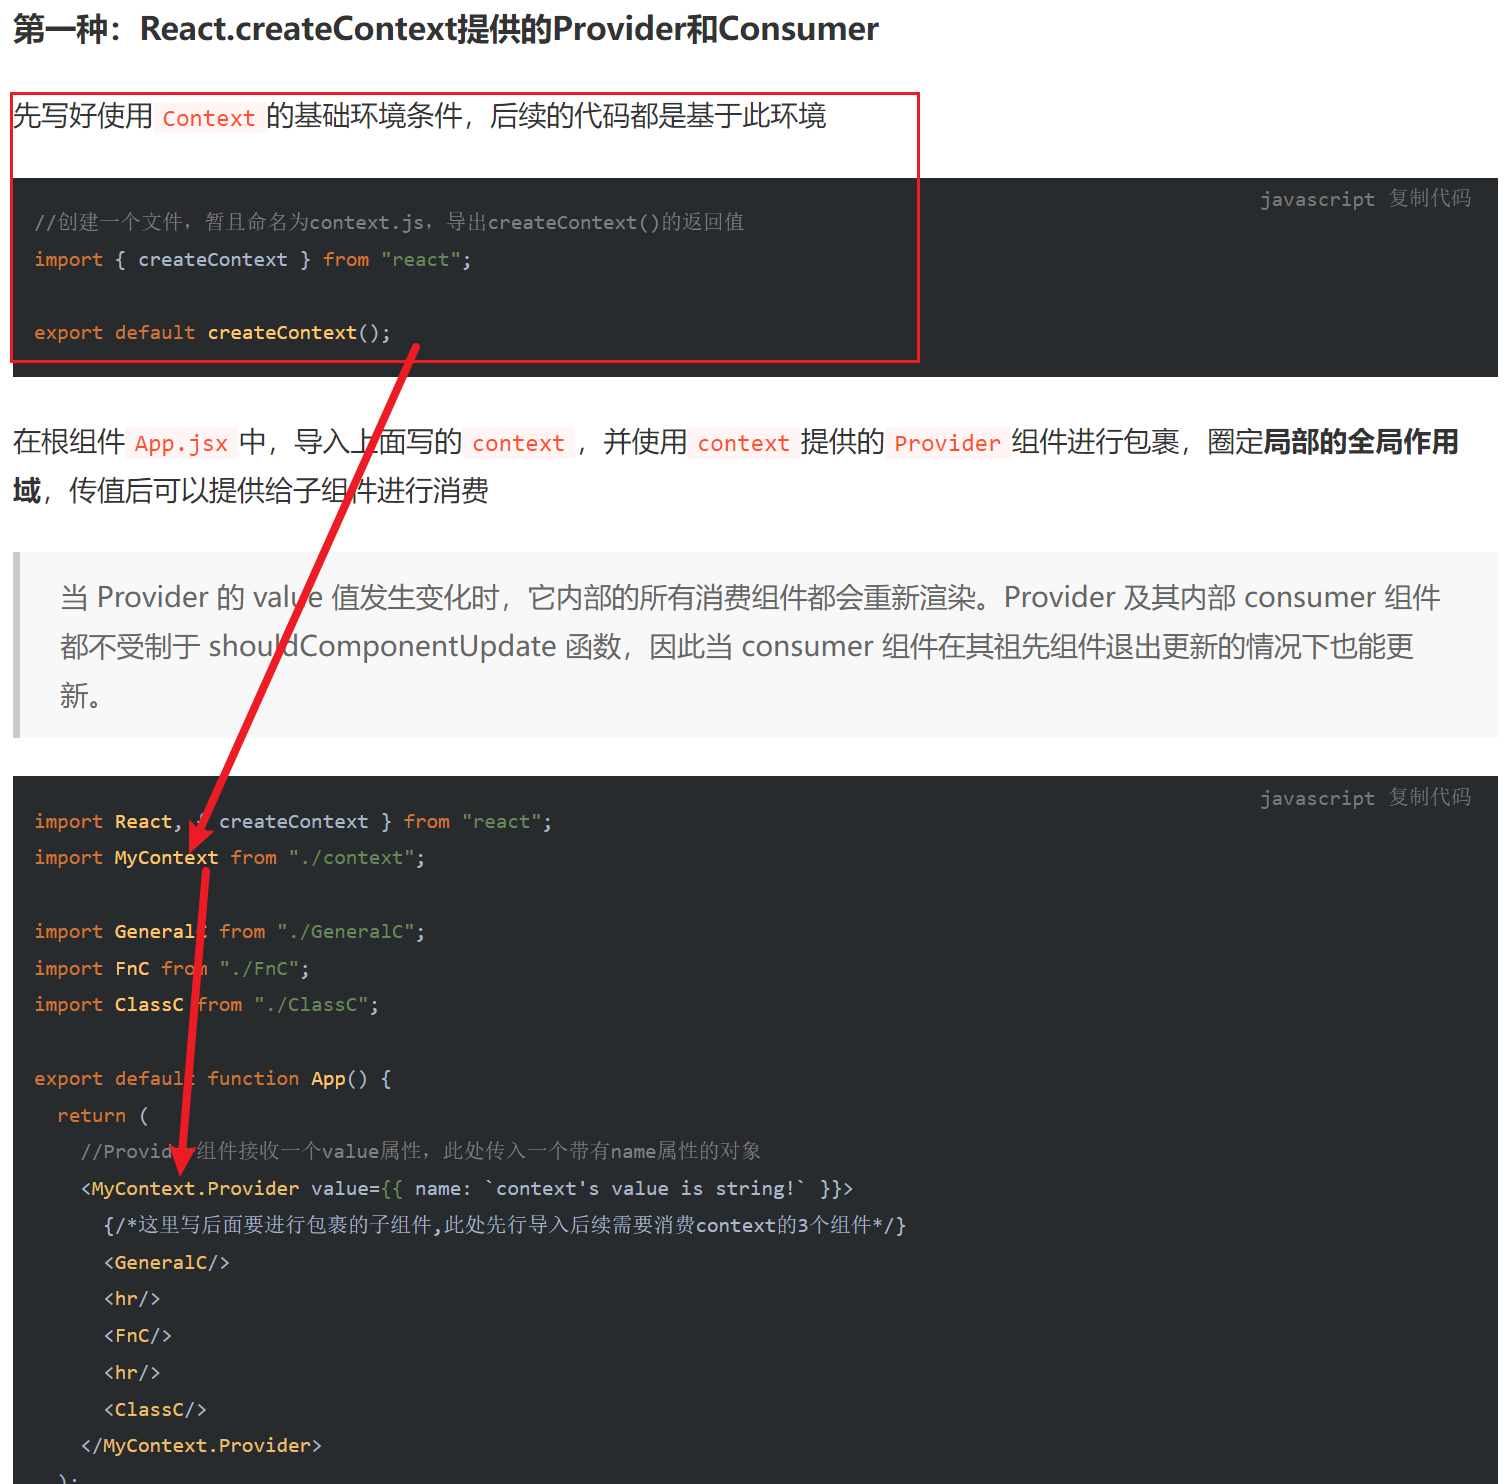 第一种：React.createContext提供的Provider和Consumer
先写好使用 Context 的基础环境条件，后续的代码都是基于此环境
javascript 复制代码
//创建一个文件，暂且命名为context.js，导出createContext()的返回值
import { createContext } from "react";
export default createContext();
在根组件 App.jsx 中，导入上面写的 context ，并使用 context 提供的 Provider 组件进行包裹，圈定局部的全局作用
域，传值后可以提供给子组件进行消费
当 Provider 的 value 值发生变化时，它内部的所有消费组件都会重新渲染。Provider 及其内部 consumer 组件
都不受制于 shouldComponentUpdate 函数，因此当 consumer 组件在其祖先组件退出更新的情况下也能更
新。
javascript 复制代码
import React, { createContext } from "react";
import MyContext from "./context";
import GeneralC from "./GeneralC";
import FnC from "./FnC";
import ClassC from "./ClassC";
export default function App() {
return (
//Provider组件接收一个value属性，此处传入一个带有name属性的对象
<MyContext.Provider value={{ name: `context's value is string!` }}>
{/*这里写后面要进行包裹的子组件,此处先行导入后续需要消费context的3个组件*/}
<GeneralC/>
<hr/>
<FnC/>
<hr/>
<ClassC/>
</MyContext.Provider>
);